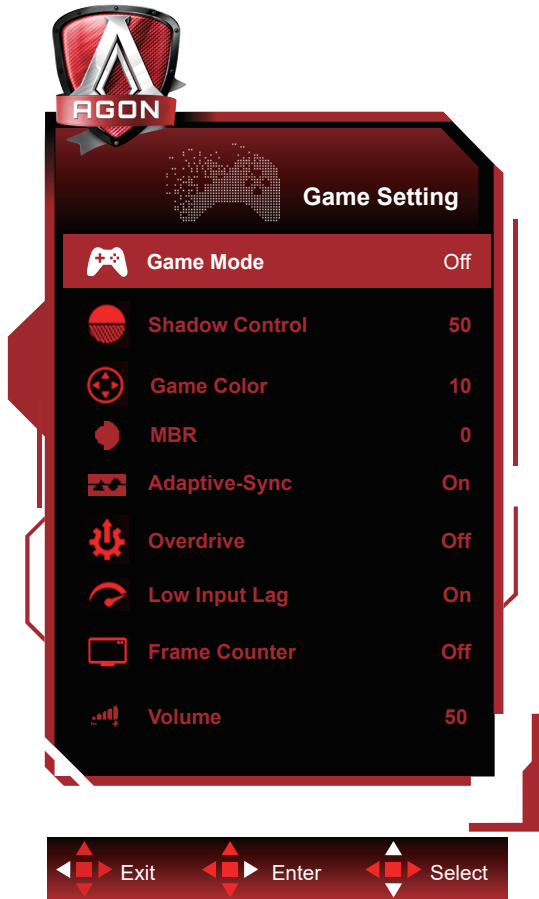 AGON
Game Setting
Game Mode Off
Shadow Control 50
Game Color 10
MBR 0
Adaptive-Sync On
Overdrive Off
Low Input Lag On
Frame Counter Off
Volume 50
Exit Enter Select